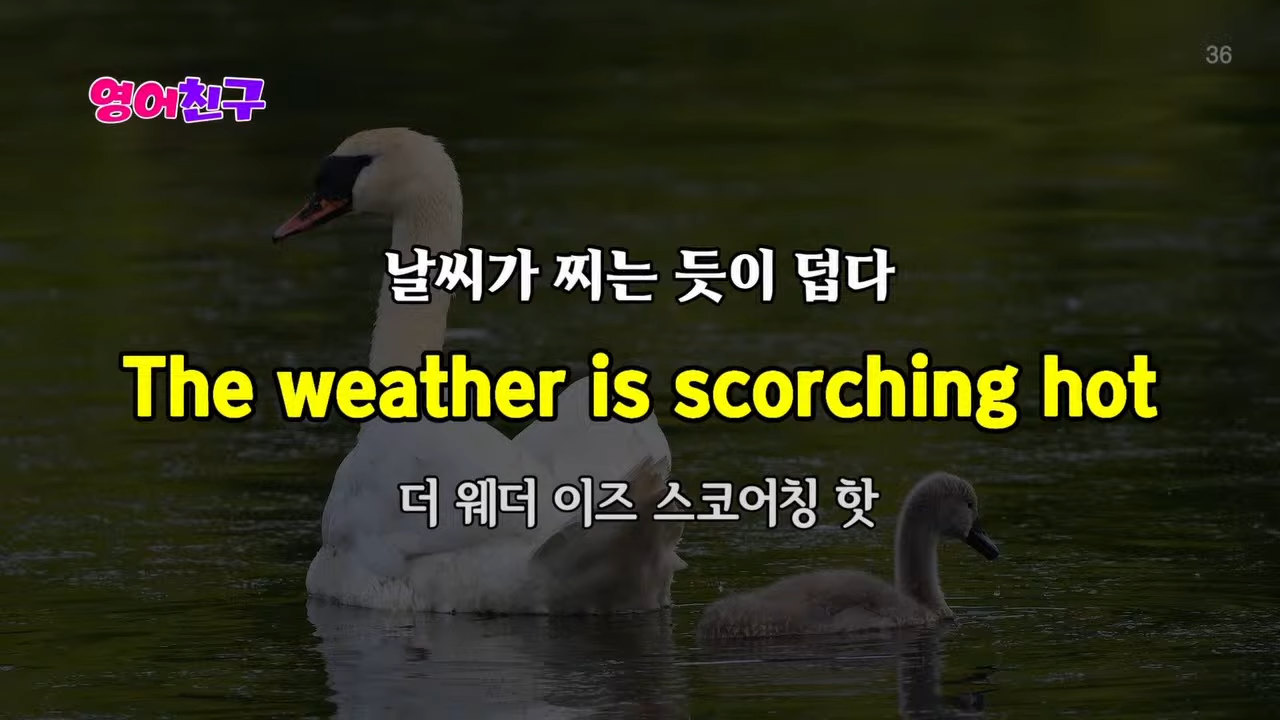 36
영어친구
날씨가 찌는 듯이 덥다
The weather is scorching hot
더 웨더 이즈 스코어칭 핫